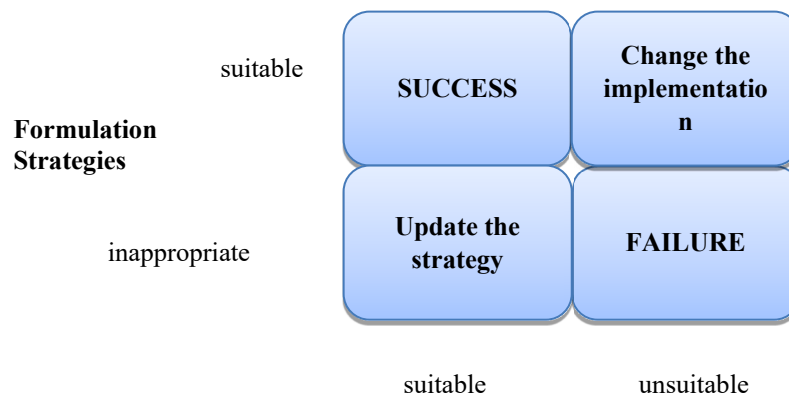 suitable
SUCCESS
Change the
implementatio
n
Formulation
Strategies
inappropriate
Update the
strategy
FAILURE
suitable
unsuitable